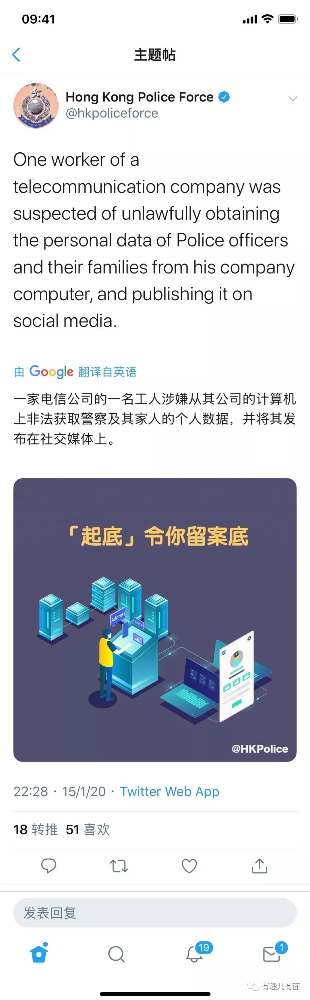 09:41
主题帖
Hong Kong Police Force
@hkpoliceforce
One worker of a
telecommunication company was
suspected of unlawfully obtaining
the personal data of Police officers
and their families from his company
computer, and publishing it on
social media.
由 Google 翻译自英语
一家电信公司的一名工人涉嫌从其公司的计算机
上非法获取警察及其家人的个人数据，并将其发
布在社交媒体上。
「起底」令你留案底
Address
Data
@HKPolice
22:28 · 15/1/20 · Twitter Web App
18 转推 51 喜欢
发表回复
19
1
有理儿有面